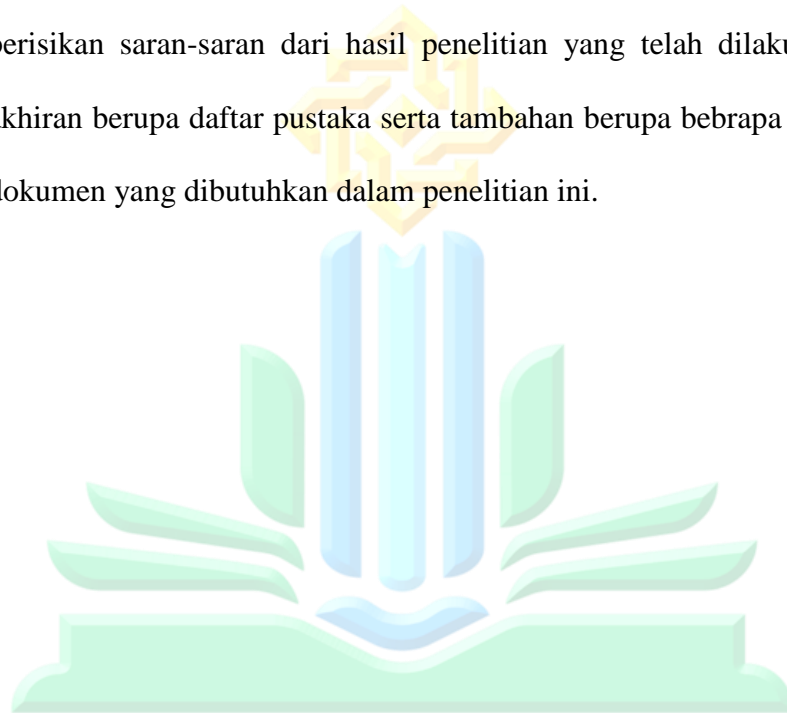 berisikan saran-saran dari hasil penelitian yang telah
akhiran berupa daftar pustaka serta tambahan berupa bebrapa
dokumen yang dibutuhkan dalam penelitian ini.